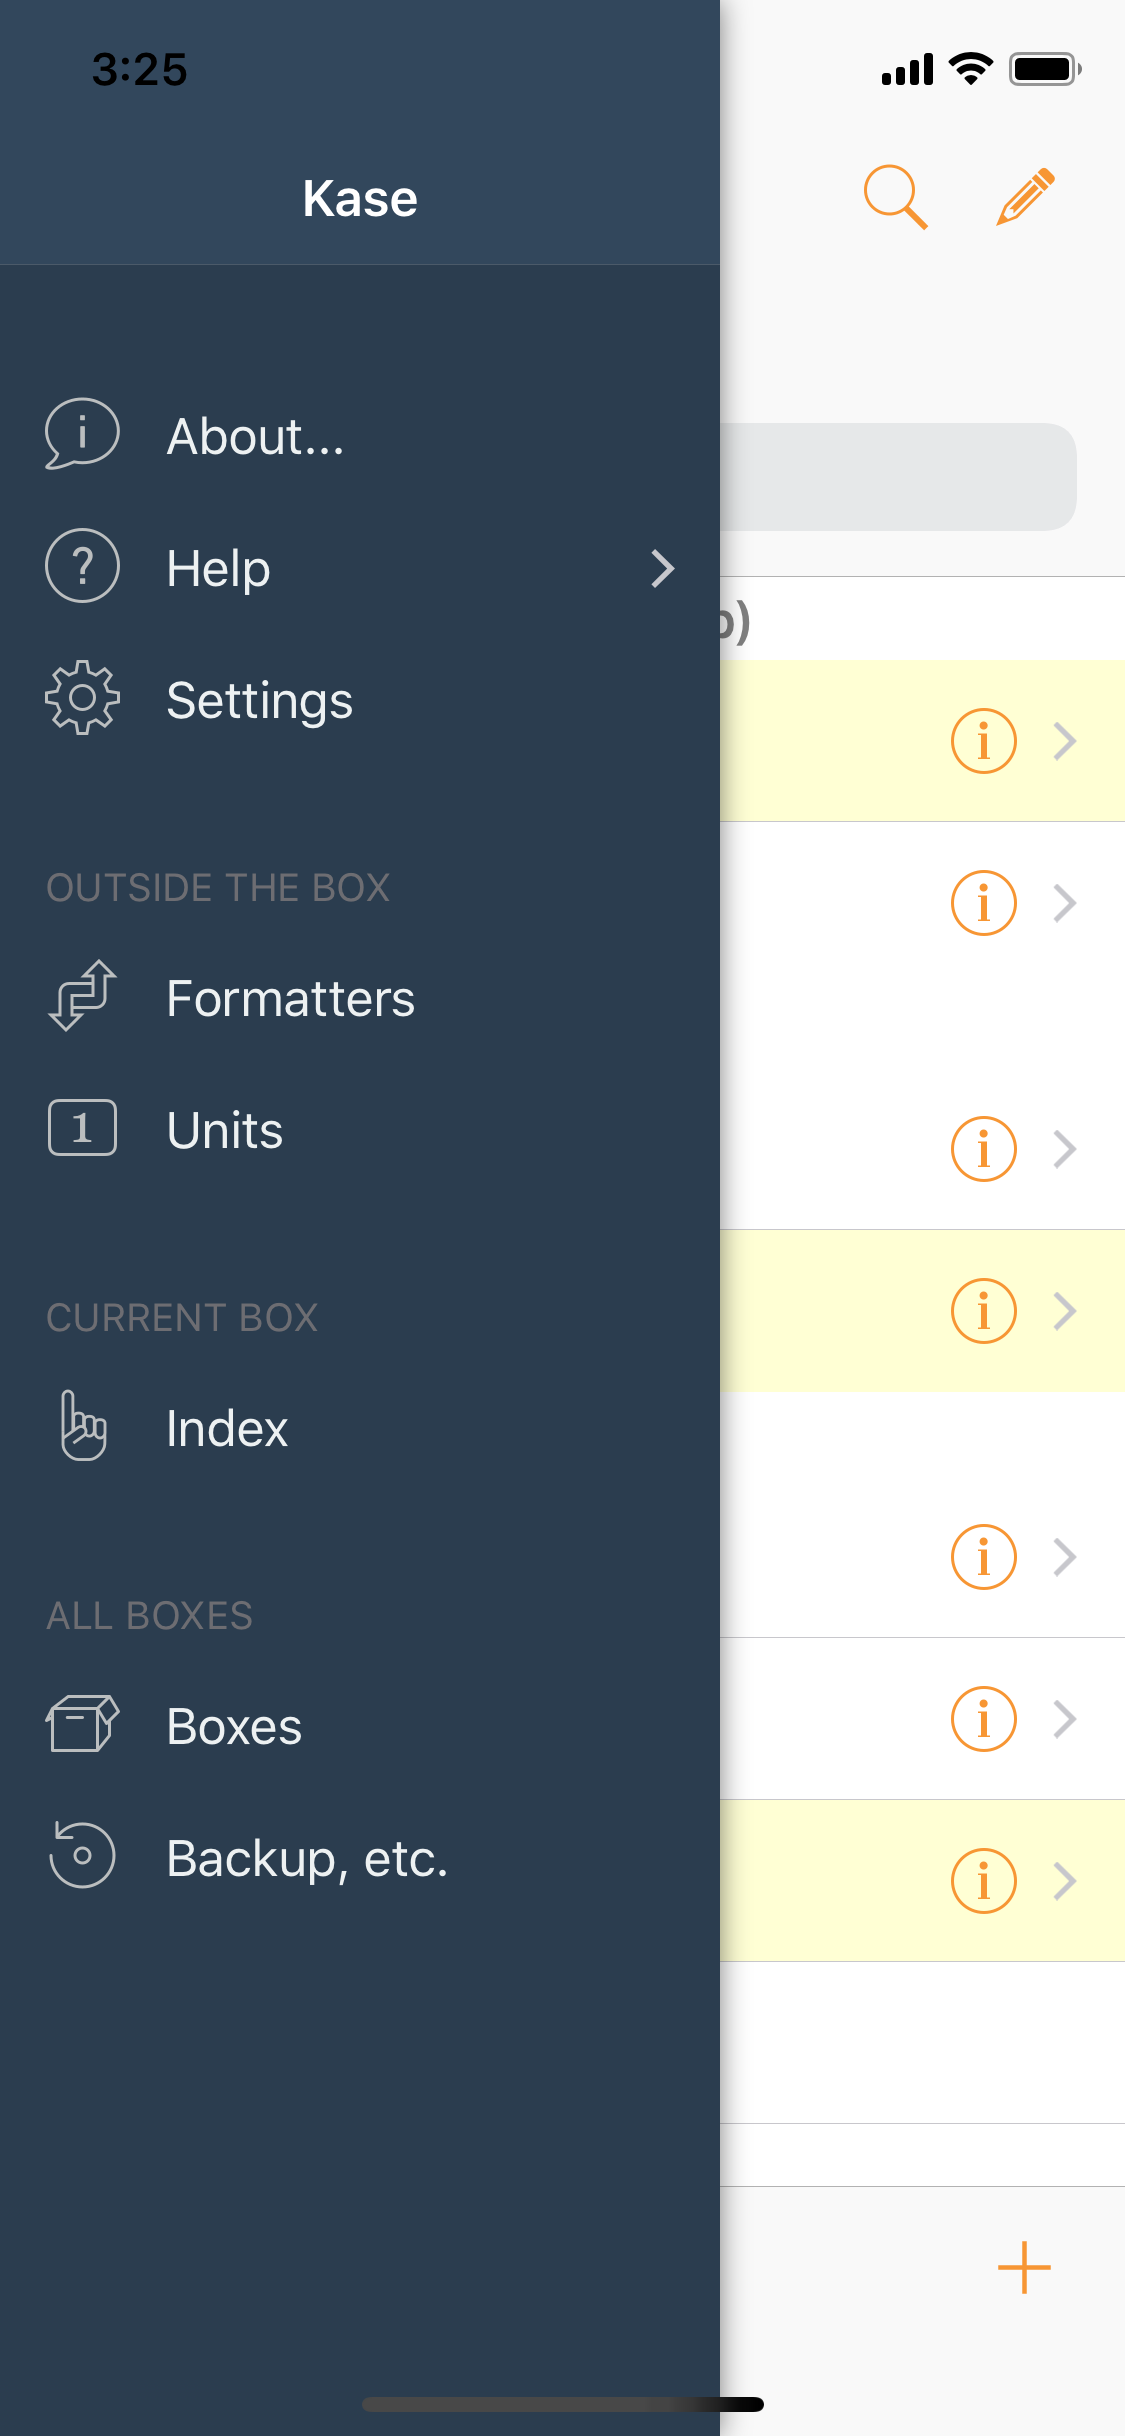 3:25
Kase
About...
Help
Settings
OUTSIDE THE BOX
Formatters
1
Units
CURRENT BOX
Index
ALL BOXES
Boxes
Backup, etc.